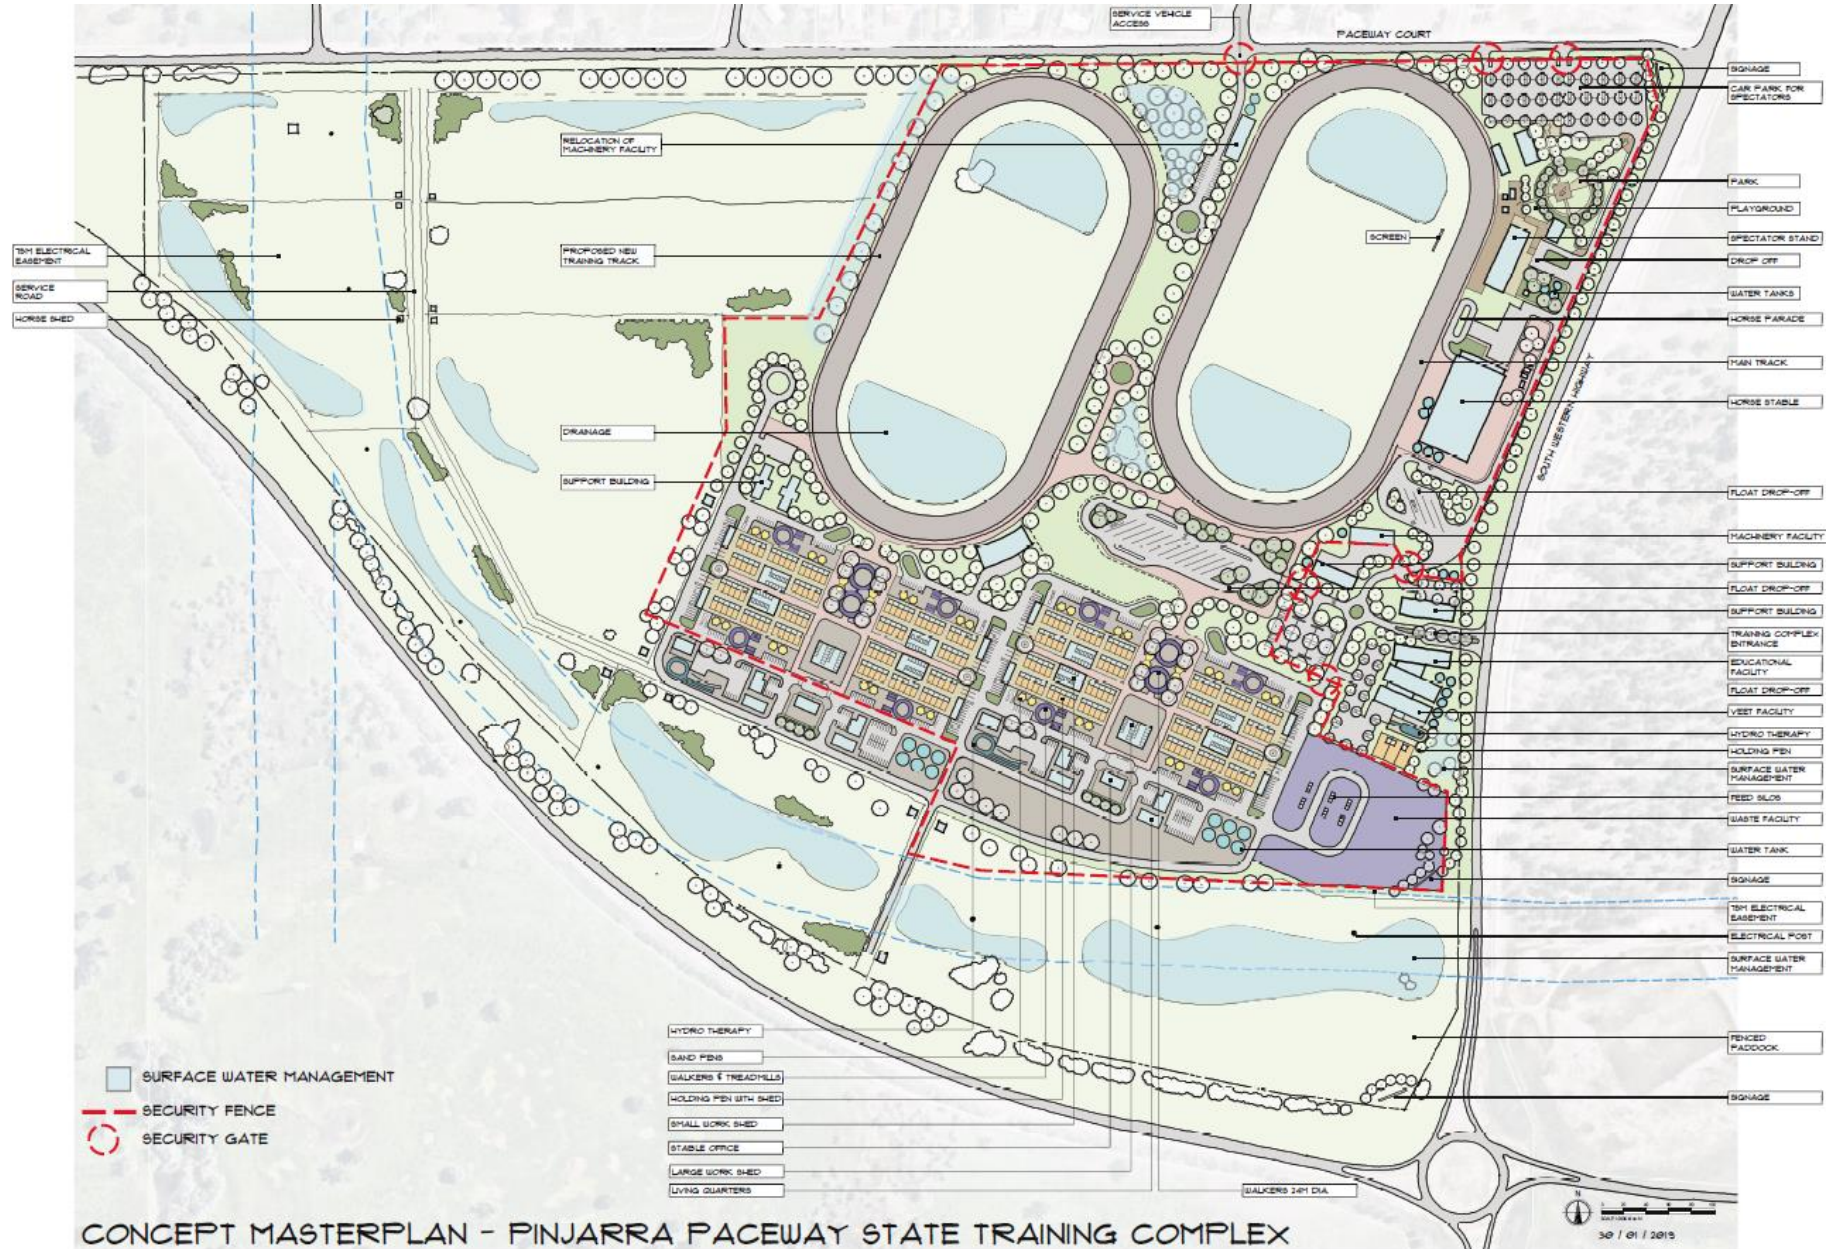 SERVICE VEHICLE
ACCESS
PACEWAY COURT
SIGNAGE
CAR PARK FOR
SPECTATORS
RELOCATION OF
MACHINERY FACILITY
PARK
PLAYGROUND
SCREEN
SPECTATOR STAND
75M ELECTRICAL
EASEMENT
PROPOSED NEW
TRAINING TRACK
DROP OFF
SERVICE
ROAD
WATER TANKS
HORSE SHED
HORSE PARADE
MAIN TRACK
HORSE STABLE
SOUTH WESTERN HIGHWAY
DRAINAGE
SUPPORT BUILDING
FLOAT DROP-OFF
MACHINERY FACILITY
SUPPORT BUILDING
FLOAT DROP-OFF
SUPPORT BUILDING
TRAINING COMPLEX
ENTRANCE
EDUCATIONAL
FACILITY
FLOAT DROP-OFF
VEET FACILITY
HYDRO THERAPY
HOLDING PEN
SURFACE WATER
MANAGEMENT
FEED SILOS
WASTE FACILITY
WATER TANK
SIGNAGE
75M ELECTRICAL
EASEMENT
ELECTRICAL POST
SURFACE WATER
MANAGEMENT
FENCED
PADDOCK
SIGNAGE
HYDRO THERAPY
SAND PENS
WALKERS & TREADMILLS
HOLDING PEN WITH SHED
SMALL WORK SHED
STABLE OFFICE
LARGE WORK SHED
LIVING QUARTERS
WALKERS 24M DIA.
SURFACE WATER MANAGEMENT
SECURITY FENCE
SECURITY GATE
N
CONCEPT MASTERPLAN - PINJARRA PACEWAY STATE TRAINING COMPLEX
30 / 01 / 2015